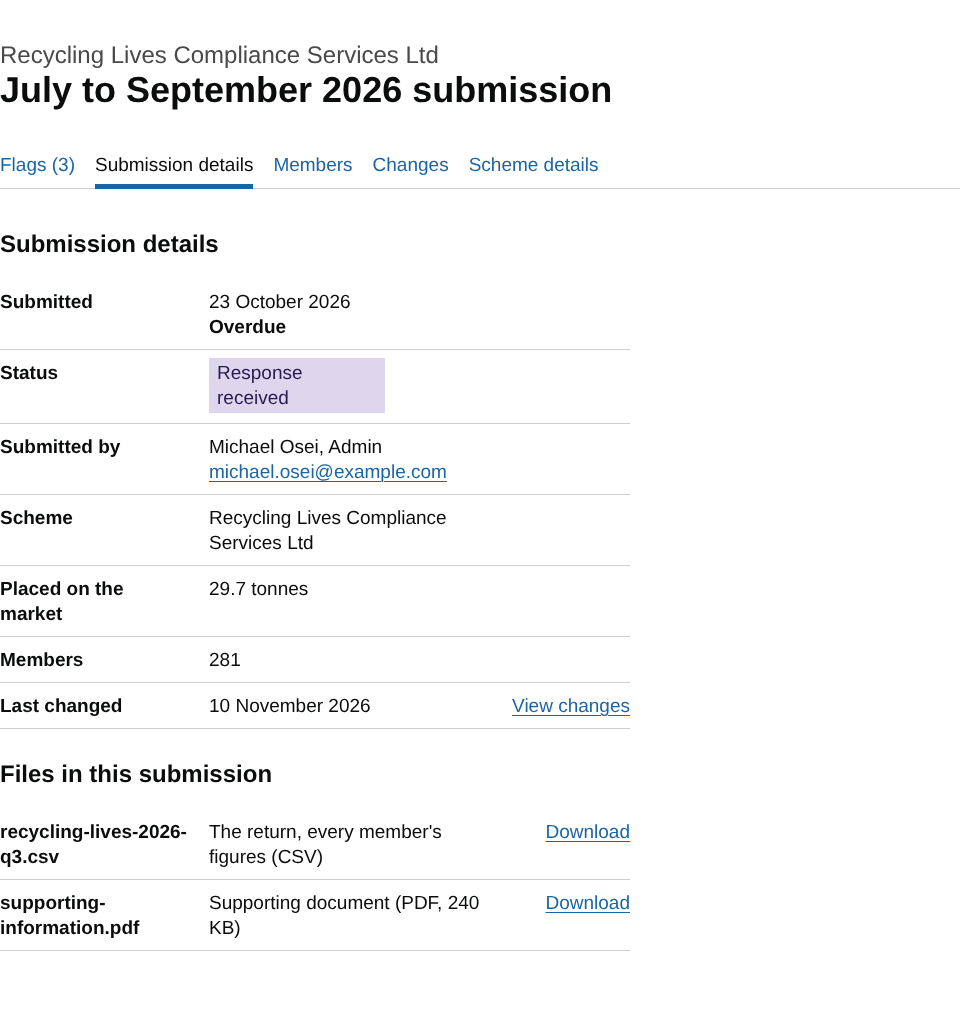 Recycling Lives Compliance Services Ltd
July to September 2026 submission
Flags (3) Submission details Members Changes Scheme details
Submission details
Submitted 23 October 2026
Overdue
Status Response
received
Submitted by Michael Osei, Admin
michael.osei@example.com
Scheme Recycling Lives Compliance
Services Ltd
Placed on the 29.7 tonnes
market
Members 281
Last changed 10 November 2026 View changes
Files in this submission
recycling-lives-2026- The return, every member's Download
q3.csv figures (CSV)
supporting- Supporting document (PDF, 240 Download
information.pdf KB)